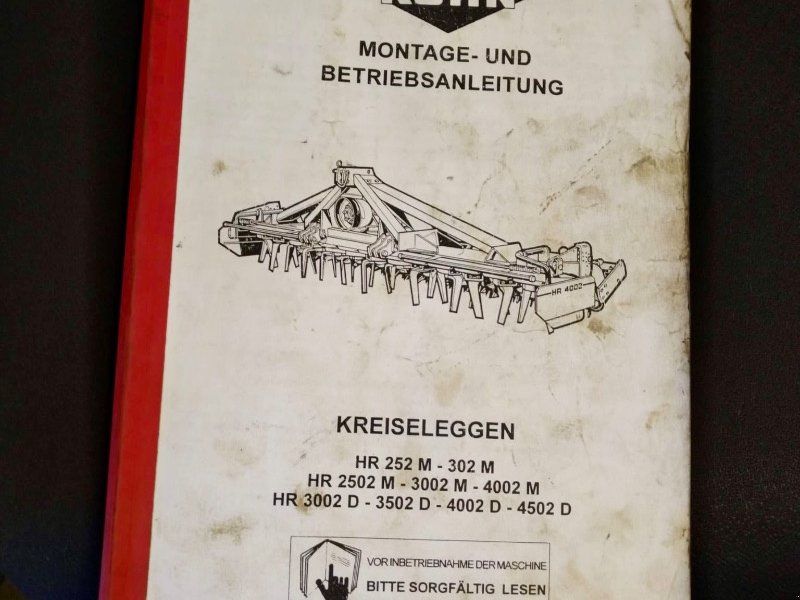 KUHN
MONTAGE- UND
BETRIEBSANLEITUNG
HR 4002
KREISELEGGEN
HR 252 M - 302 M
HR 2502 M - 3002 M - 4002 M
HR 3002 D - 3502 D - 4002 D - 4502 D
VOR INBETRIEBNAHME DER MASCHINE
BITTE SORGFÄLTIG LESEN